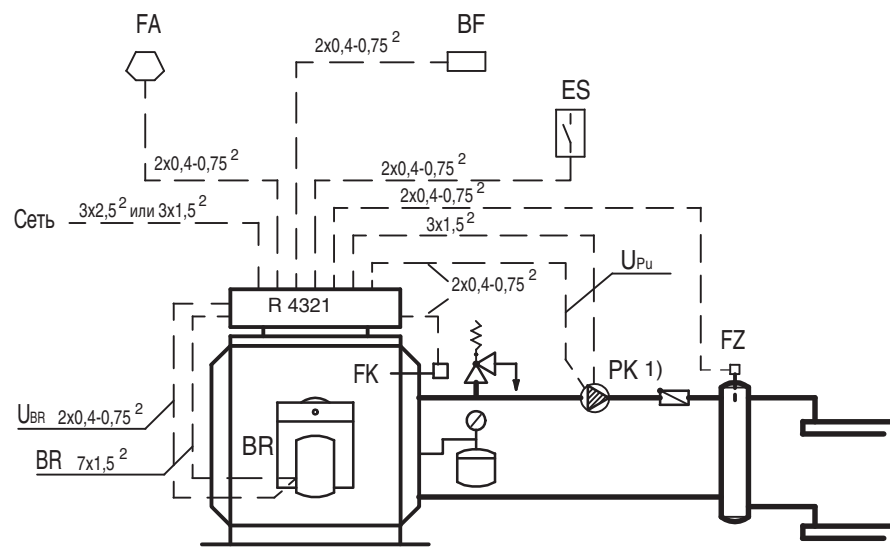 FA
BF
2x0,4-0,75 2
ES
2x0,4-0,75 2
2x0,4-0,75 2
2x0,4-0,75 2
Сеть
3x2,5 2 или 3x1,5 2
3x1,5 2
2x0,4-0,75 2
UPu
R 4321
FZ
FK
PK 1)
UBR 2x0,4-0,75 2
BR
BR 7x1,5 2